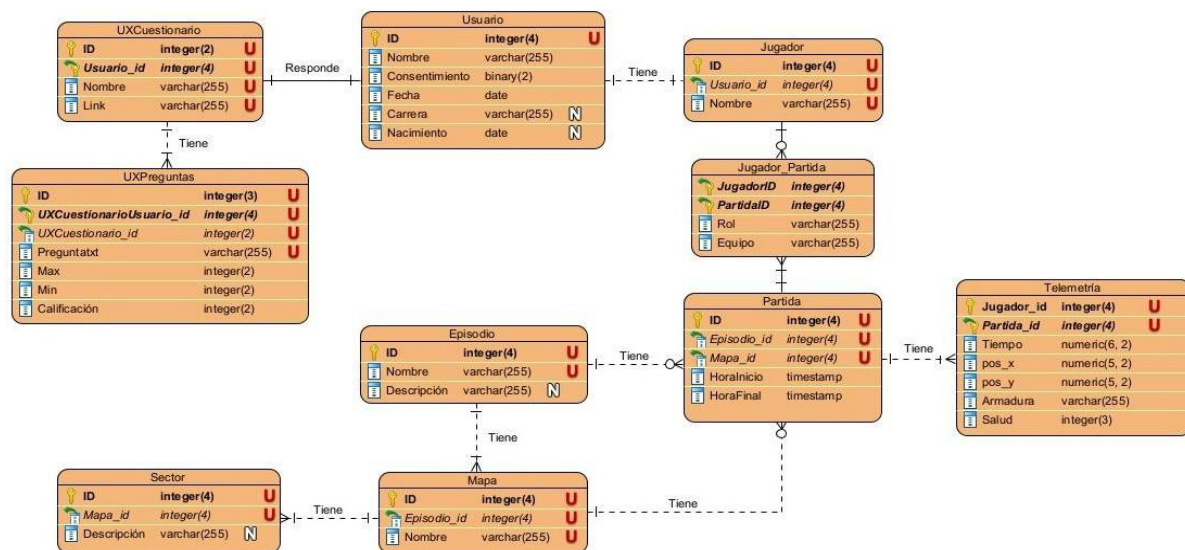 UXCuestionario
ID integer(2) U
Usuario_id integer(4) U
Nombre varchar(255) U
Link varchar(255) U
Responde
Usuario
ID integer(4) U
Nombre varchar(255)
Consentimiento binary(2)
Fecha date
Carrera varchar(255) N
Nacimiento date N
Tiene
Jugador
ID integer(4) U
Usuario_id integer(4) U
Nombre varchar(255) U
Tiene
UXPreguntas
ID integer(3) U
UXCuestionarioUsuario_id integer(4) U
UXCuestionario_id integer(2) U
Preguntatxt varchar(255) U
Max integer(2)
Min integer(2)
Calificación integer(2)
Jugador_Partida
JugadorID integer(4)
PartidaID integer(4)
Rol varchar(255)
Equipo varchar(255)
Episodio
ID integer(4) U
Nombre varchar(255) U
Descripción varchar(255) N
Tiene
Partida
ID integer(4) U
Episodio_id integer(4) U
Mapa_id integer(4) U
HoraInicio timestamp
HoraFinal timestamp
Tiene
Telemetría
Jugador_id integer(4) U
Partida_id integer(4) U
Tiempo numeric(6, 2)
pos_x numeric(5, 2)
pos_y numeric(5, 2)
Armadura varchar(255)
Salud integer(3)
Tiene
Sector
ID integer(4) U
Mapa_id integer(4) U
Descripción varchar(255) N
Tiene
Mapa
ID integer(4) U
Episodio_id integer(4) U
Nombre varchar(255) U
Tiene